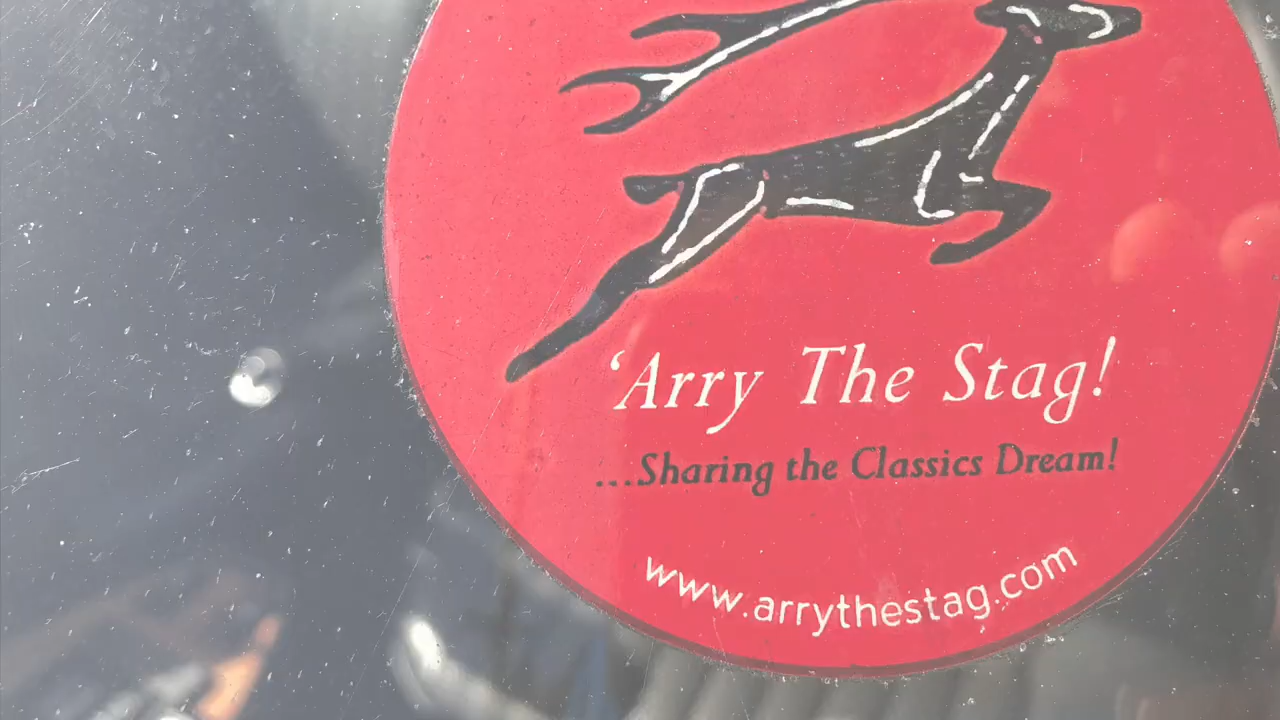 ‘Arry The Stag!
...Sharing the Classics Dream!
www.arrythestag.com